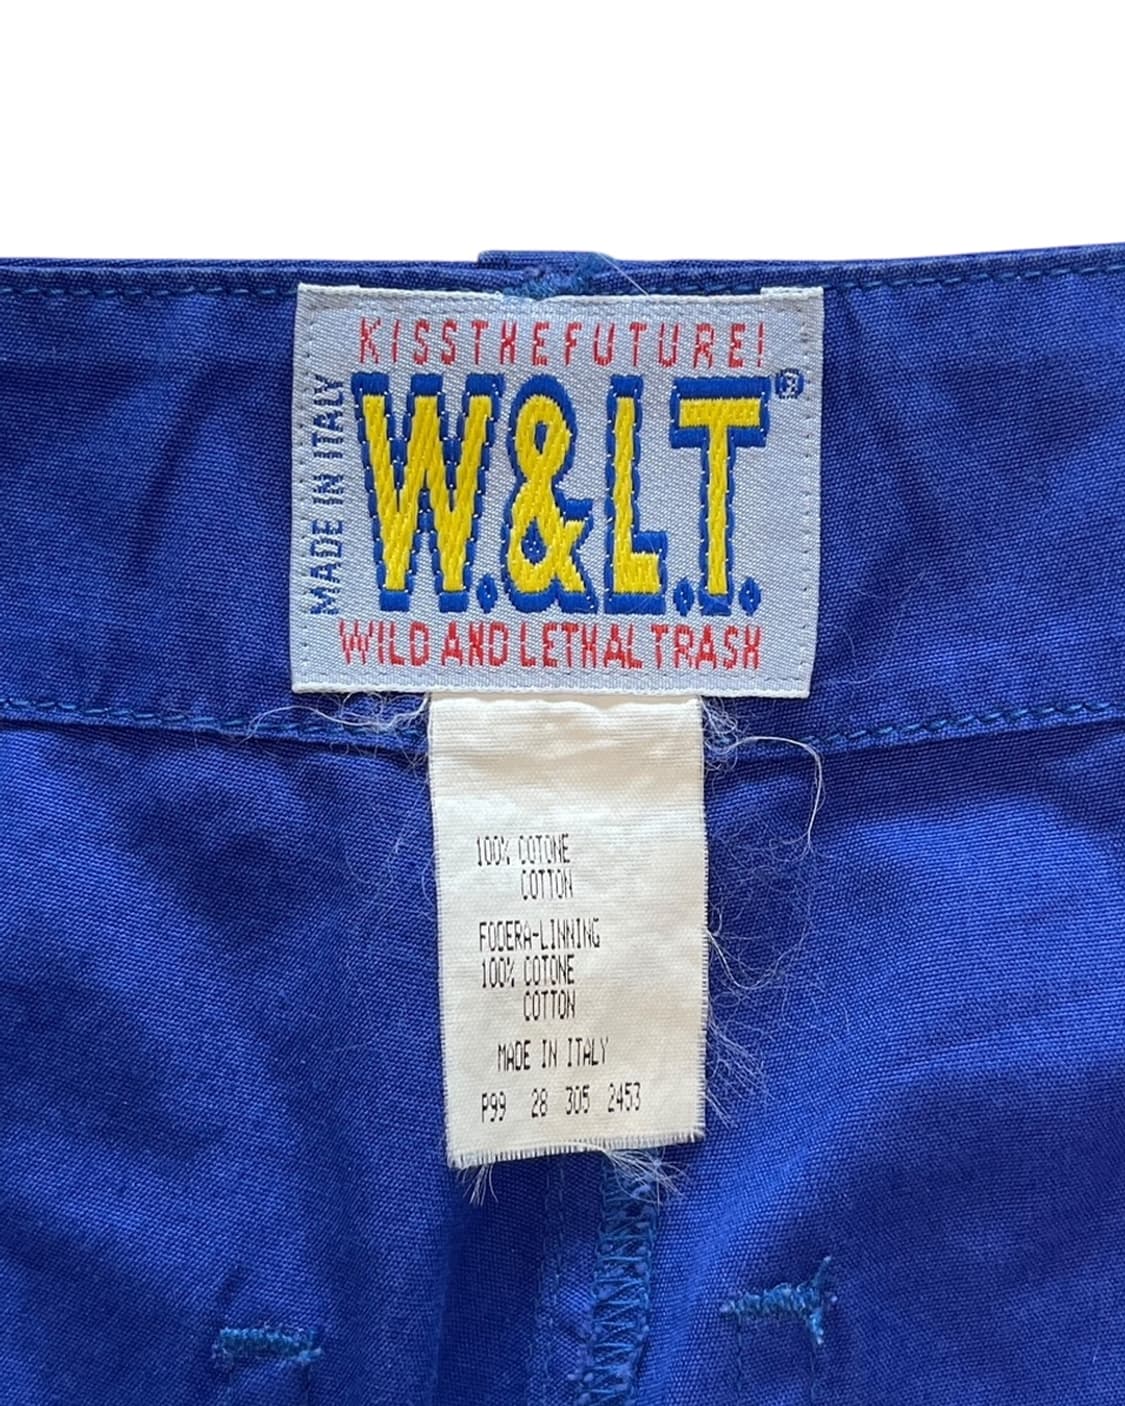 KISSTHEFUTURE!
W.&L.T.®
MADE IN ITALY
WILD AND LETHAL TRASH
100% COTONE
COTTON
FODERA-LINNING
100% COTONE
COTTON
MADE IN ITALY
P99 28 305 2453